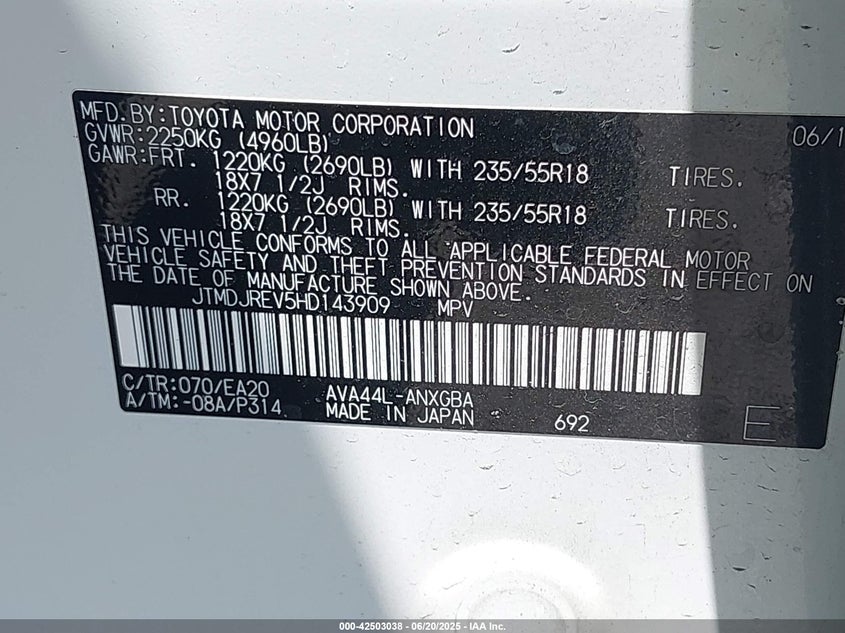 MFD.BY:TOYOTA MOTOR CORPORATION 06/1
GVWR:2250KG (4960LB)
GAWR:FRT. 1220KG (2690LB) WITH 235/55R18 TIRES.
18X7 1/2J RIMS.
RR. 1220KG (2690LB) WITH 235/55R18 TIRES.
18X7 1/2J RIMS.
THIS VEHICLE CONFORMS TO ALL APPLICABLE FEDERAL MOTOR
VEHICLE SAFETY AND THEFT PREVENTION STANDARDS IN EFFECT ON
THE DATE OF MANUFACTURE SHOWN ABOVE.
JTMDJREV5HD143909 MPV
C/TR:070/EA20 AVA44L-ANXGBA
A/TM:-08A/P314 MADE IN JAPAN 692 E
000-42503038 - 06/20/2025 - IAA Inc.